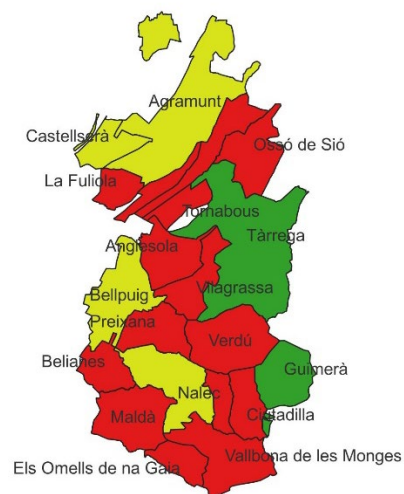 Agramunt
Castellserà
Ossó de Sió
La Fuliola
Tornabous
Tàrrega
Anglesola
Vilagrassa
Bellpuig
Preixana
Verdú
Belianes
Guimerà
Nalec
Maldà
Ciutadilla
Vallbona de les Monges
Els Omells de na Gaia